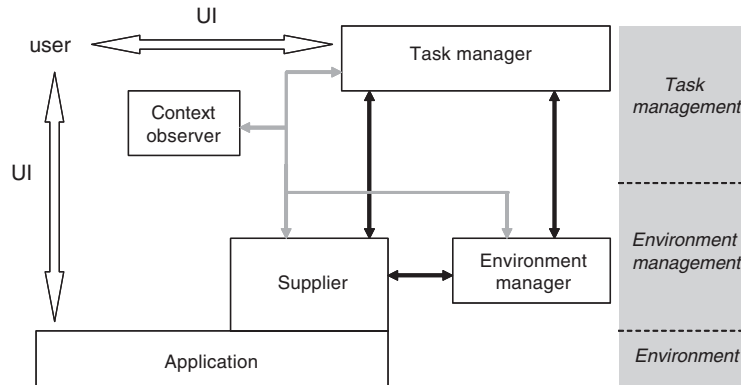 UI
user
Task manager
Task
management
Context
observer
UI
Environment
management
Supplier
Environment
manager
Application
Environment